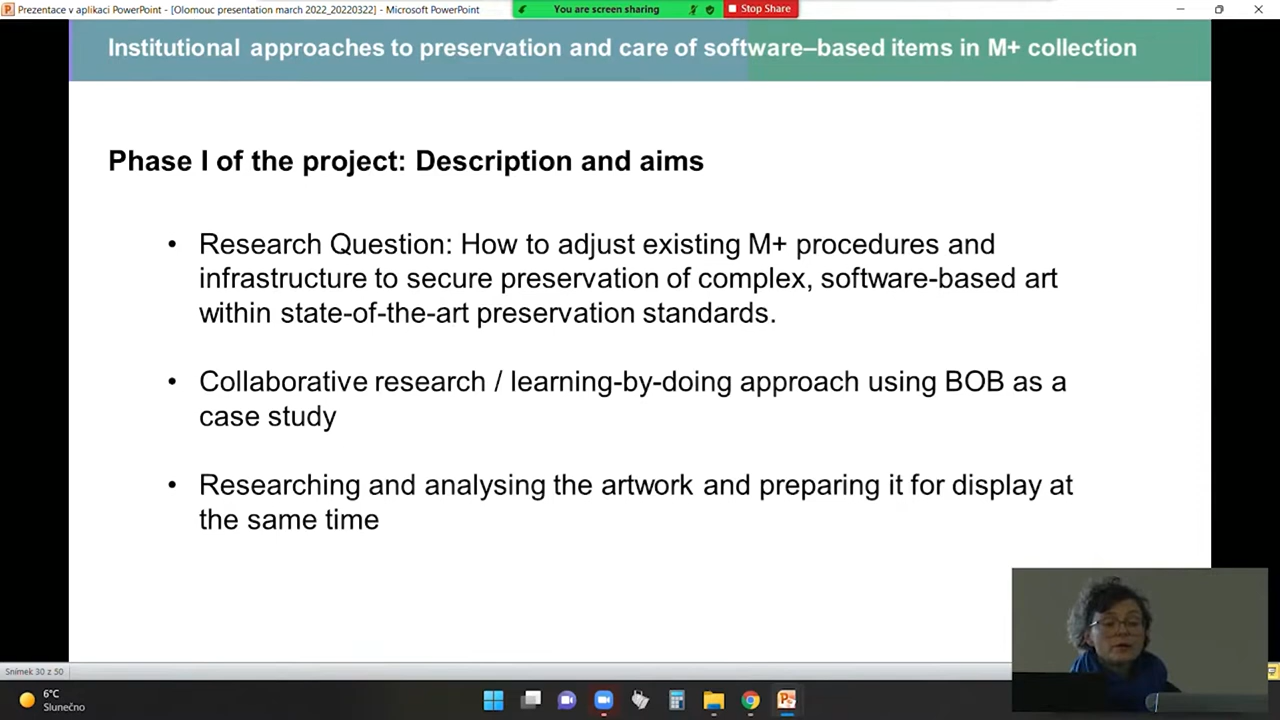 Prezentace v aplikaci PowerPoint - [Olomouc presentation march 2022_20220322] - Microsoft PowerPoint
You are screen sharing
Stop Share
Institutional approaches to preservation and care of software–based items in M+ collection
Phase I of the project: Description and aims
• Research Question: How to adjust existing M+ procedures and
infrastructure to secure preservation of complex, software-based art
within state-of-the-art preservation standards.
• Collaborative research / learning-by-doing approach using BOB as a
case study
• Researching and analysing the artwork and preparing it for display at
the same time
Snímek 30 z 50
6°C
Slunečno